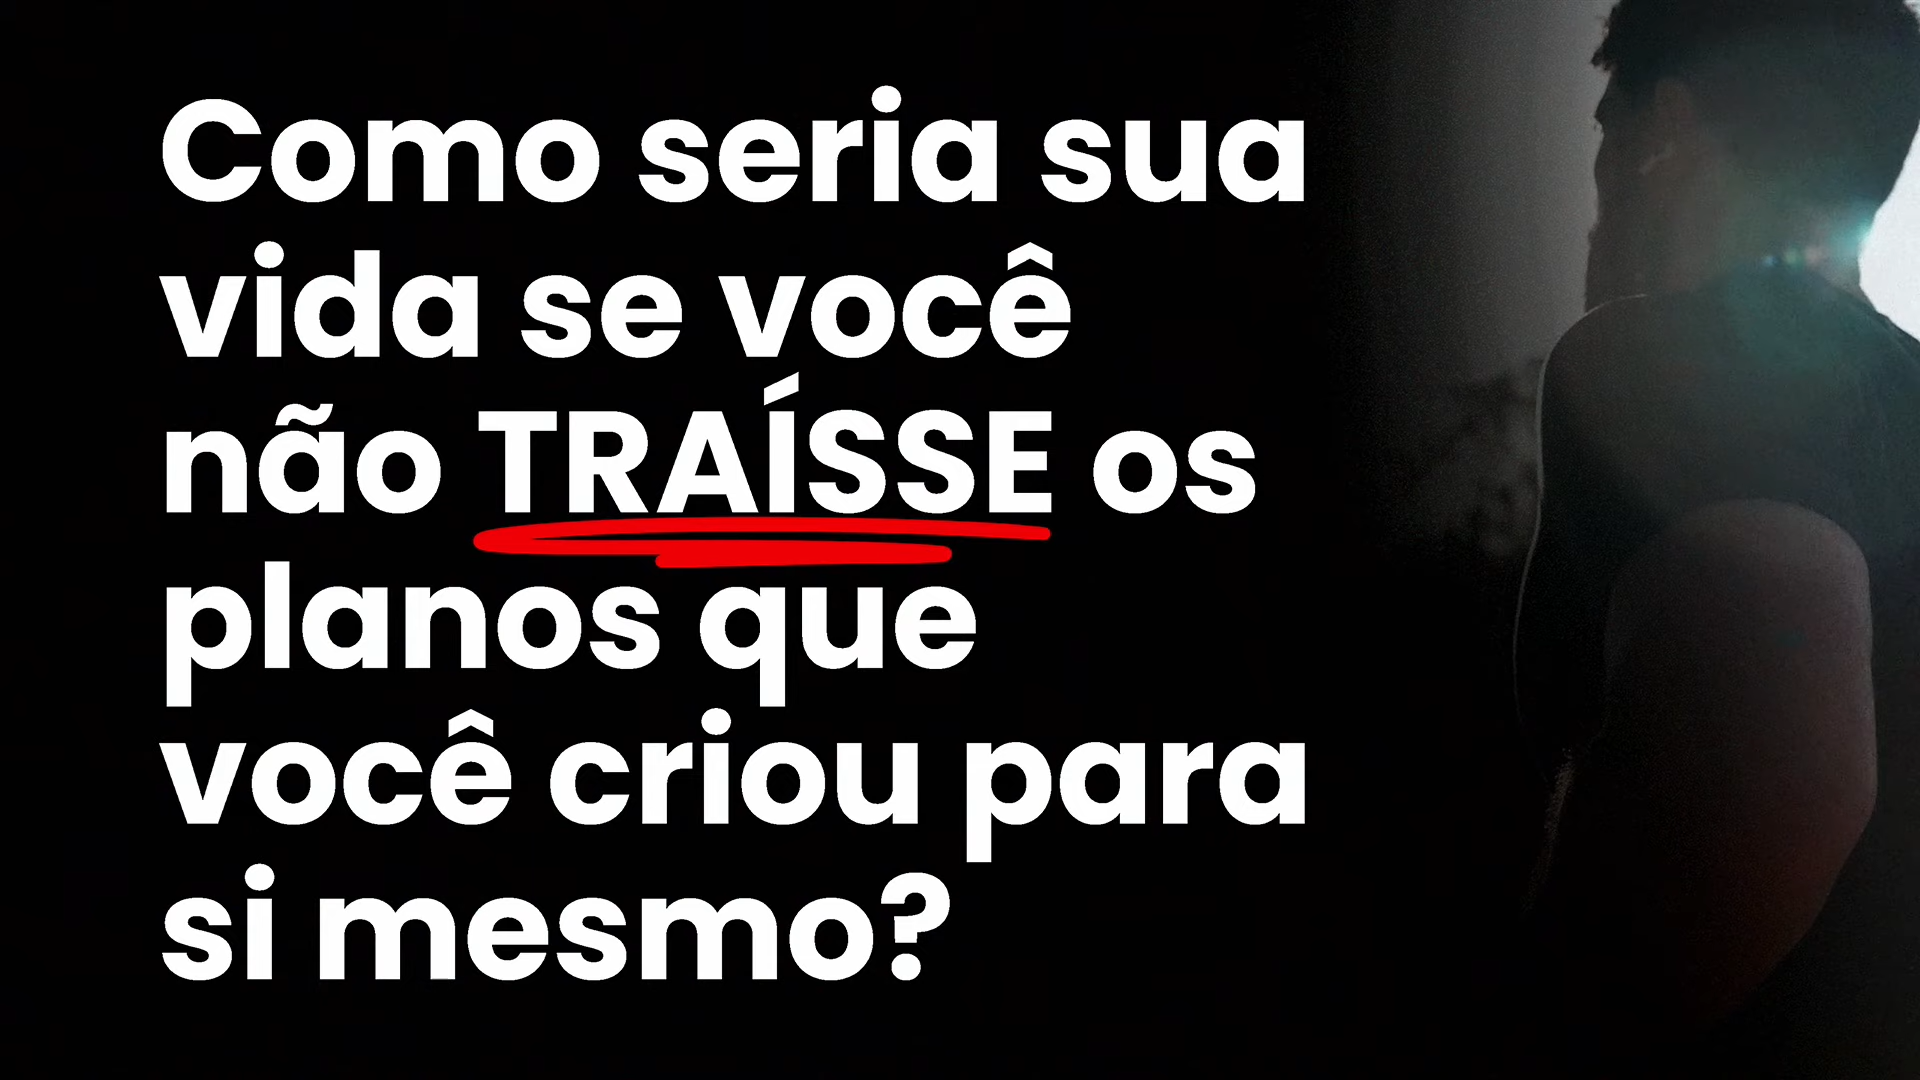 Como seria sua
vida se você
não TRAÍSSE os
planos que
você criou para
si mesmo?